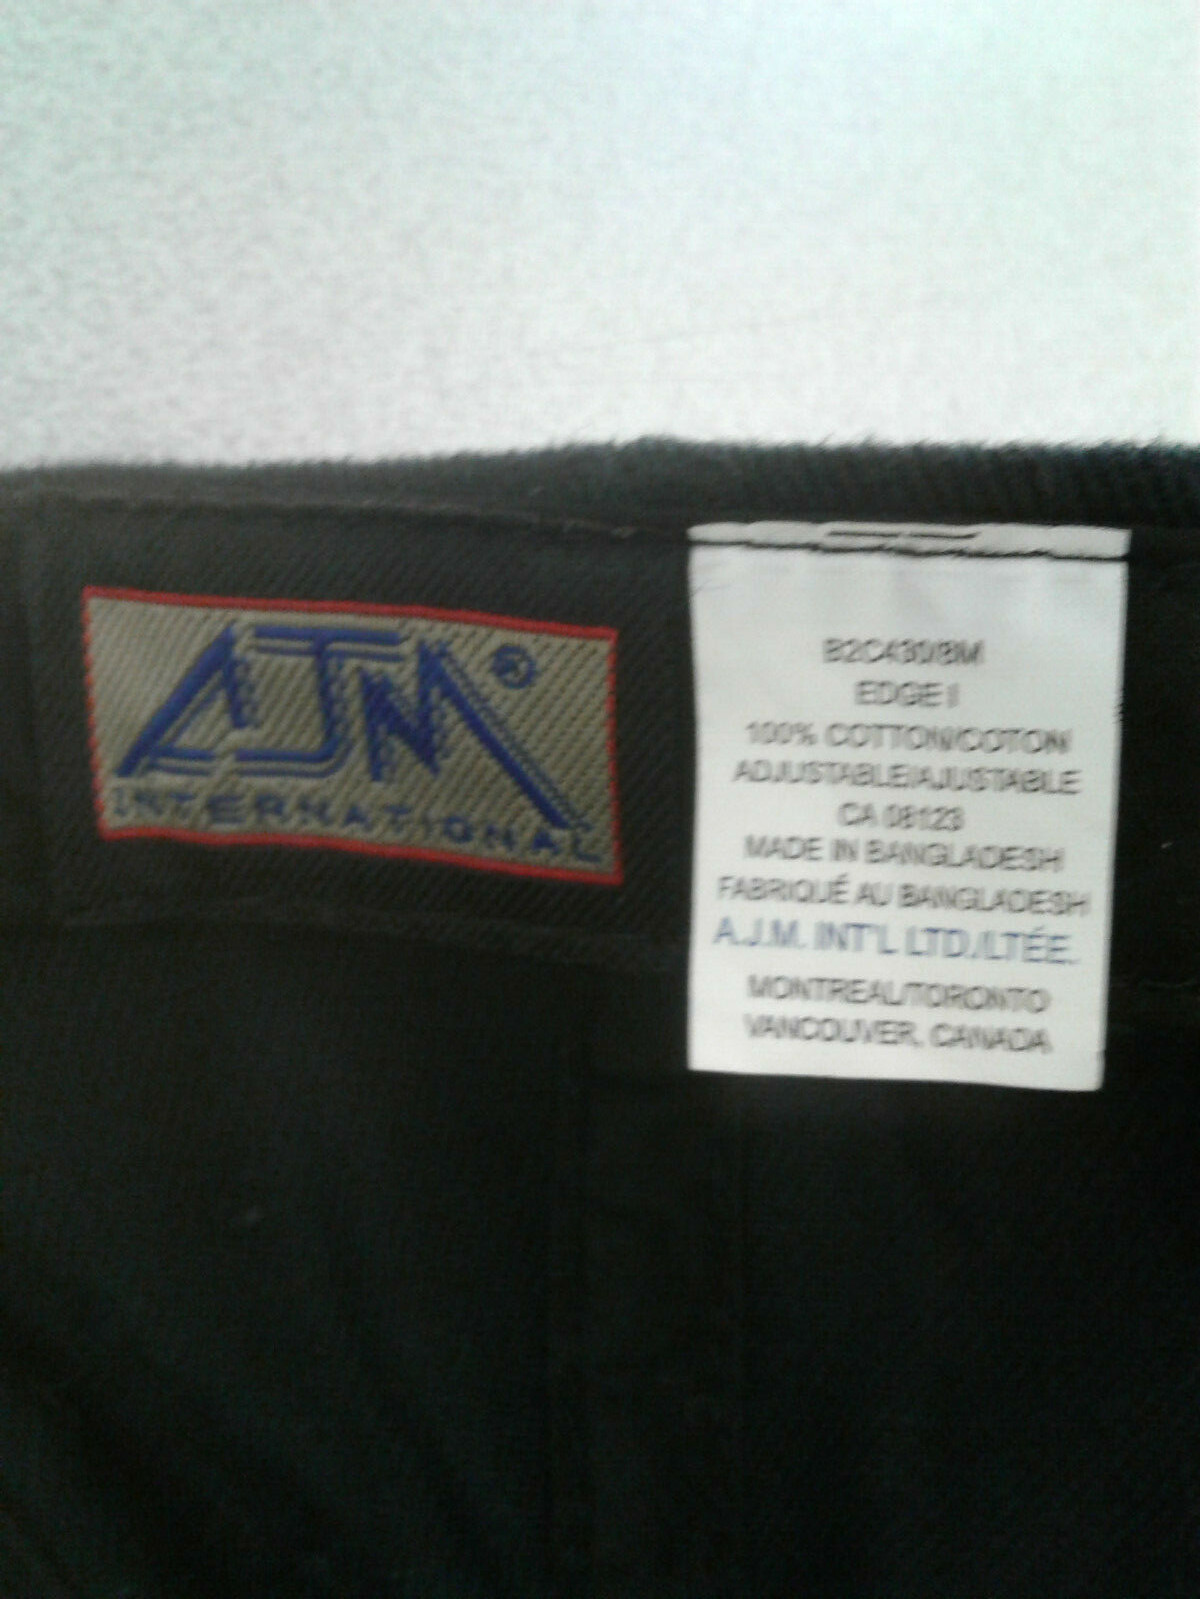 AJM ®
INTERNATIONAL
B2C430/8M
EDGE I
100% COTTON/COTON
ADJUSTABLE/AJUSTABLE
CA 08123
MADE IN BANGLADESH
FABRIQUÉ AU BANGLADESH
A.J.M. INT'L LTD./LTÉE.
MONTREAL/TORONTO
VANCOUVER, CANADA